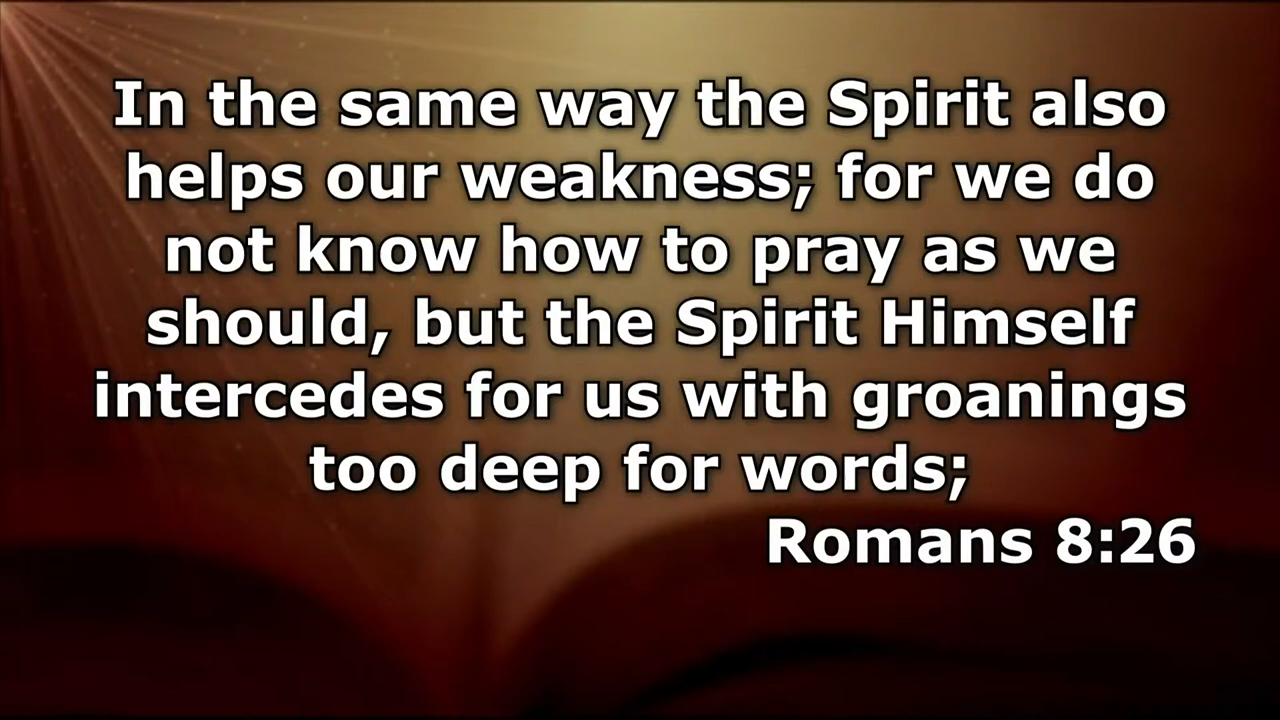 In the same way the Spirit also
helps our weakness; for we do
not know how to pray as we
should, but the Spirit Himself
intercedes for us with groanings
too deep for words;
Romans 8:26